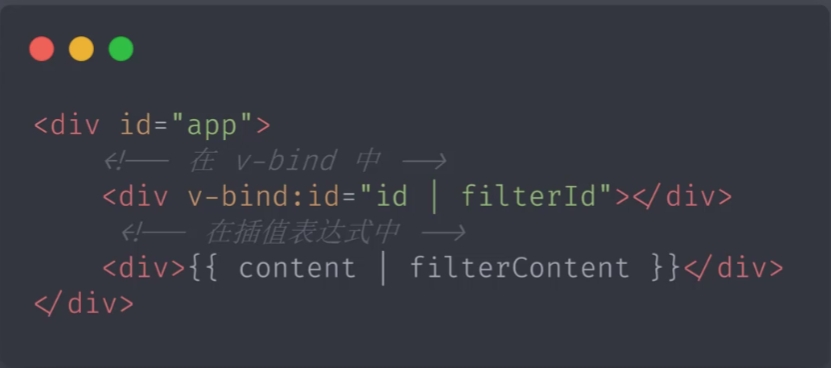 <div id="app">
<!-- 在 v-bind 中 -->
<div v-bind:id="id | filterId"></div>
<!-- 在插值表达式中 -->
<div>{{ content | filterContent }}</div>
</div>